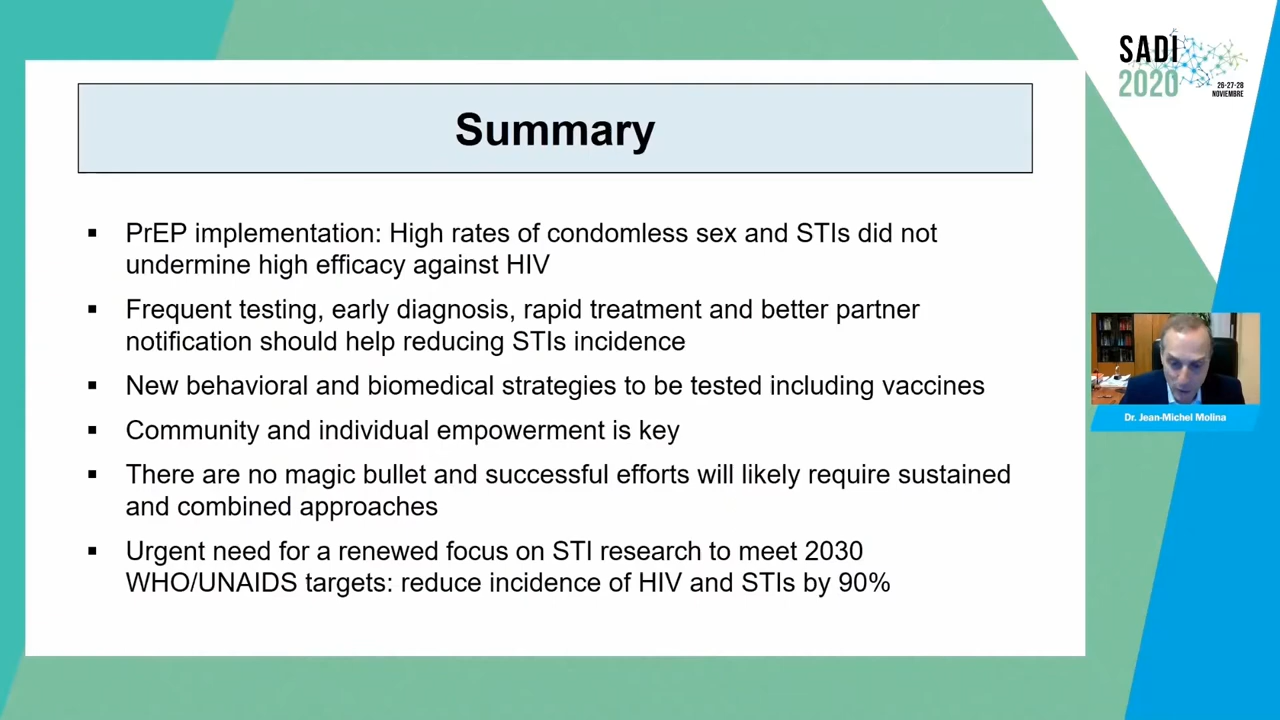 SADI
2020
26-27-28
NOVIEMBRE
Summary
▪ PrEP implementation: High rates of condomless sex and STIs did not
undermine high efficacy against HIV
▪ Frequent testing, early diagnosis, rapid treatment and better partner
notification should help reducing STIs incidence
▪ New behavioral and biomedical strategies to be tested including vaccines
▪ Community and individual empowerment is key
▪ There are no magic bullet and successful efforts will likely require sustained
and combined approaches
▪ Urgent need for a renewed focus on STI research to meet 2030
WHO/UNAIDS targets: reduce incidence of HIV and STIs by 90%
Dr. Jean-Michel Molina